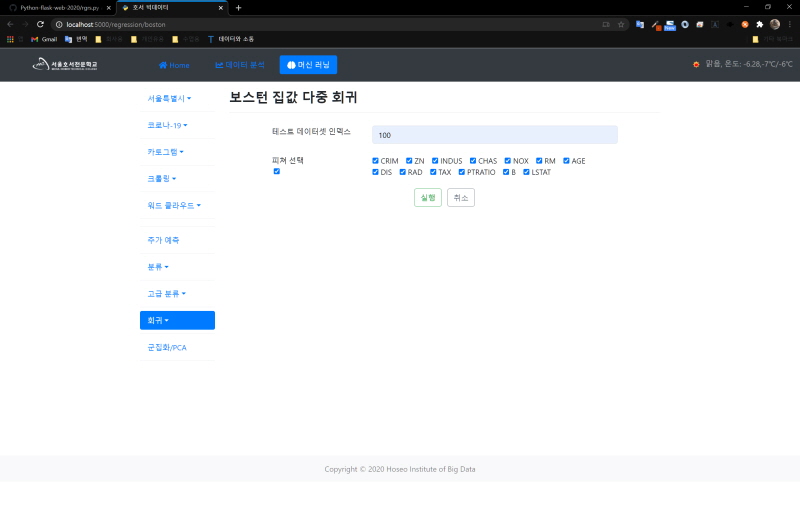 Python-flask-web-2020/rgrs.py
호서 빅데이터
localhost:5000/regression/boston
Gmail
번역
데이터와 소통
서울호서전문학교
Home
데이터 분석
머신 러닝
맑음, 온도: -6.28,-7℃/-6℃
서울특별시
코로나-19
카토그램
크롤링
워드 클라우드
주가 예측
분류
고급 분류
회귀
군집화/PCA
보스턴 집값 다중 회귀
테스트 데이터셋 인덱스
100
피쳐 선택
CRIM ZN INDUS CHAS NOX RM AGE
DIS RAD TAX PTRATIO B LSTAT
실행 취소
Copyright © 2020 Hoseo Institute of Big Data